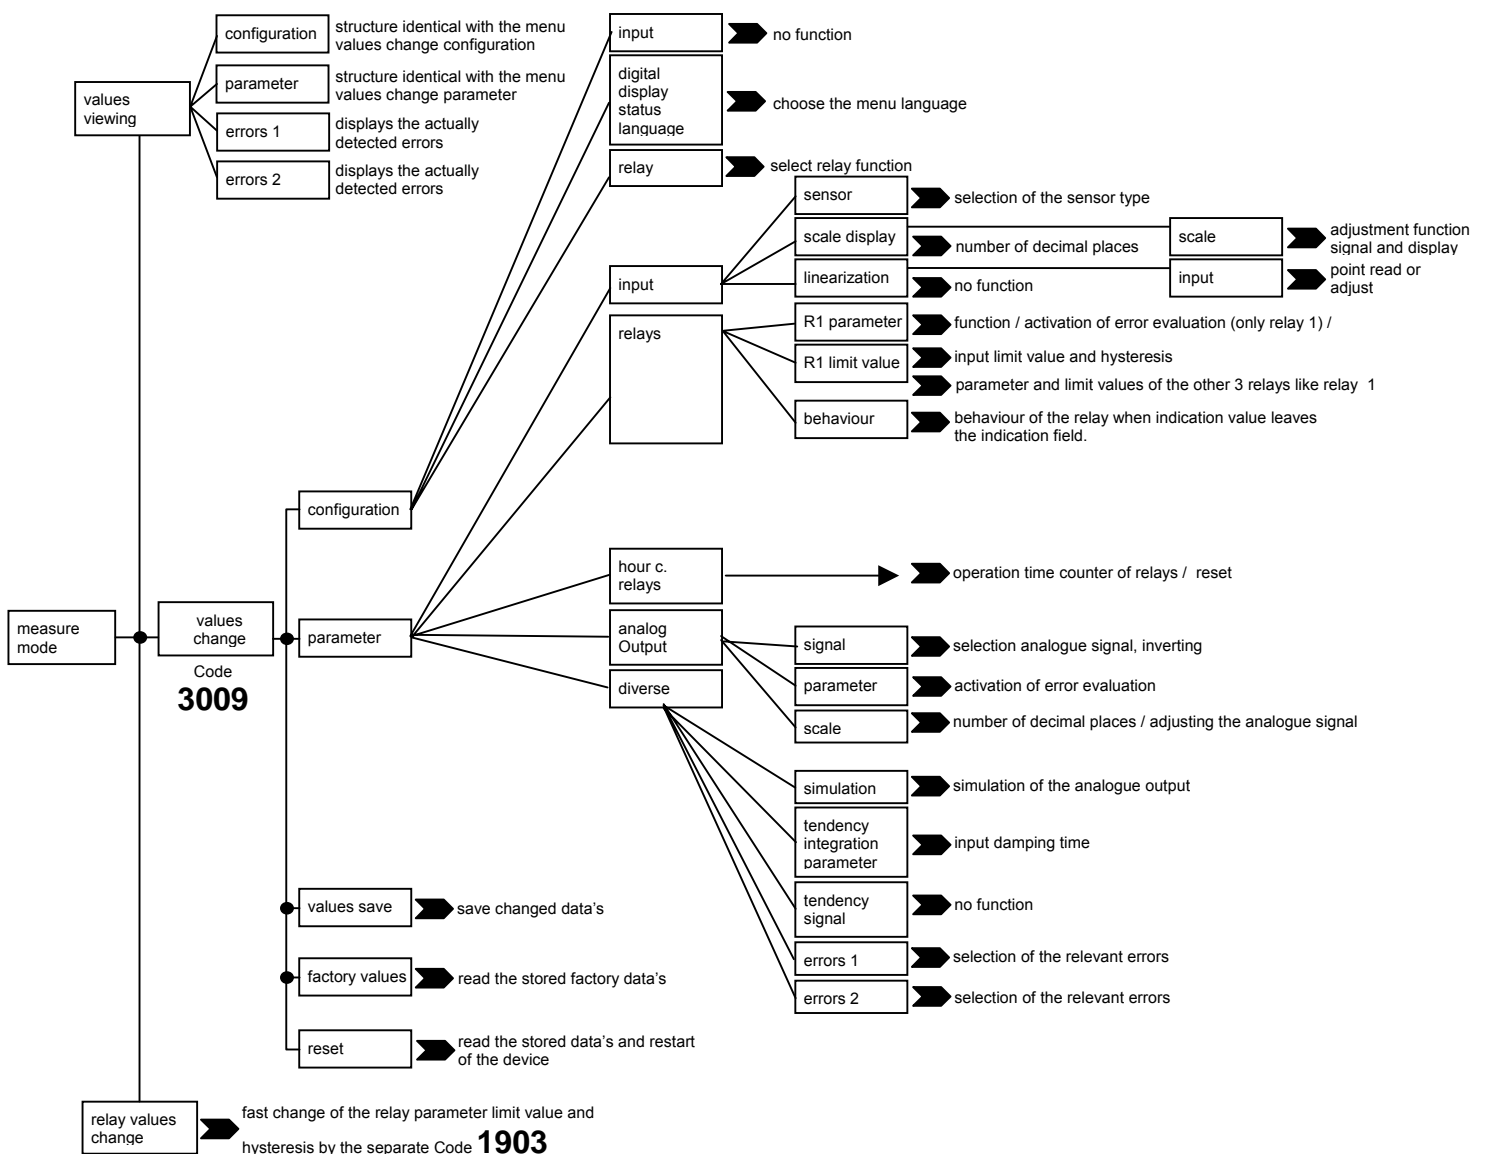 configuration
structure identical with the menu
values change configuration
parameter
structure identical with the menu
values change parameter
values
viewing
errors 1
displays the actually
detected errors
errors 2
displays the actually
detected errors
input
no function
digital
display
status
language
choose the menu language
relay
select relay function
sensor
selection of the sensor type
scale display
number of decimal places
scale
adjustment function
signal and display
input
linearization
no function
input
point read or
adjust
relays
R1 parameter
function / activation of error evaluation (only relay 1) /
R1 limit value
input limit value and hysteresis
parameter and limit values of the other 3 relays like relay 1
behaviour
behaviour of the relay when indication value leaves
the indication field.
configuration
hour c.
relays
operation time counter of relays / reset
measure
mode
values
change
Code
3009
parameter
analog
Output
signal
selection analogue signal, inverting
parameter
activation of error evaluation
scale
number of decimal places / adjusting the analogue signal
diverse
simulation
simulation of the analogue output
tendency
integration
parameter
input damping time
tendency
signal
no function
errors 1
selection of the relevant errors
errors 2
selection of the relevant errors
values save
save changed data's
factory values
read the stored factory data's
reset
read the stored data's and restart
of the device
relay values
change
fast change of the relay parameter limit value and
hysteresis by the separate Code 1903